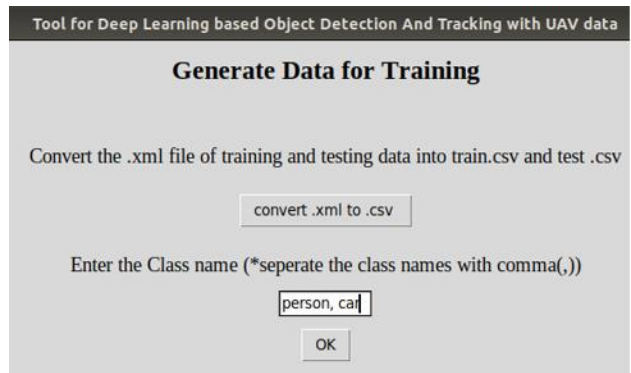 Tool for Deep Learning based Object Detection And Tracking with UAV data
Generate Data for Training
Convert the .xml file of training and testing data into train.csv and test .csv
convert .xml to .csv
Enter the Class name (*seperate the class names with comma(,))
person, car
OK